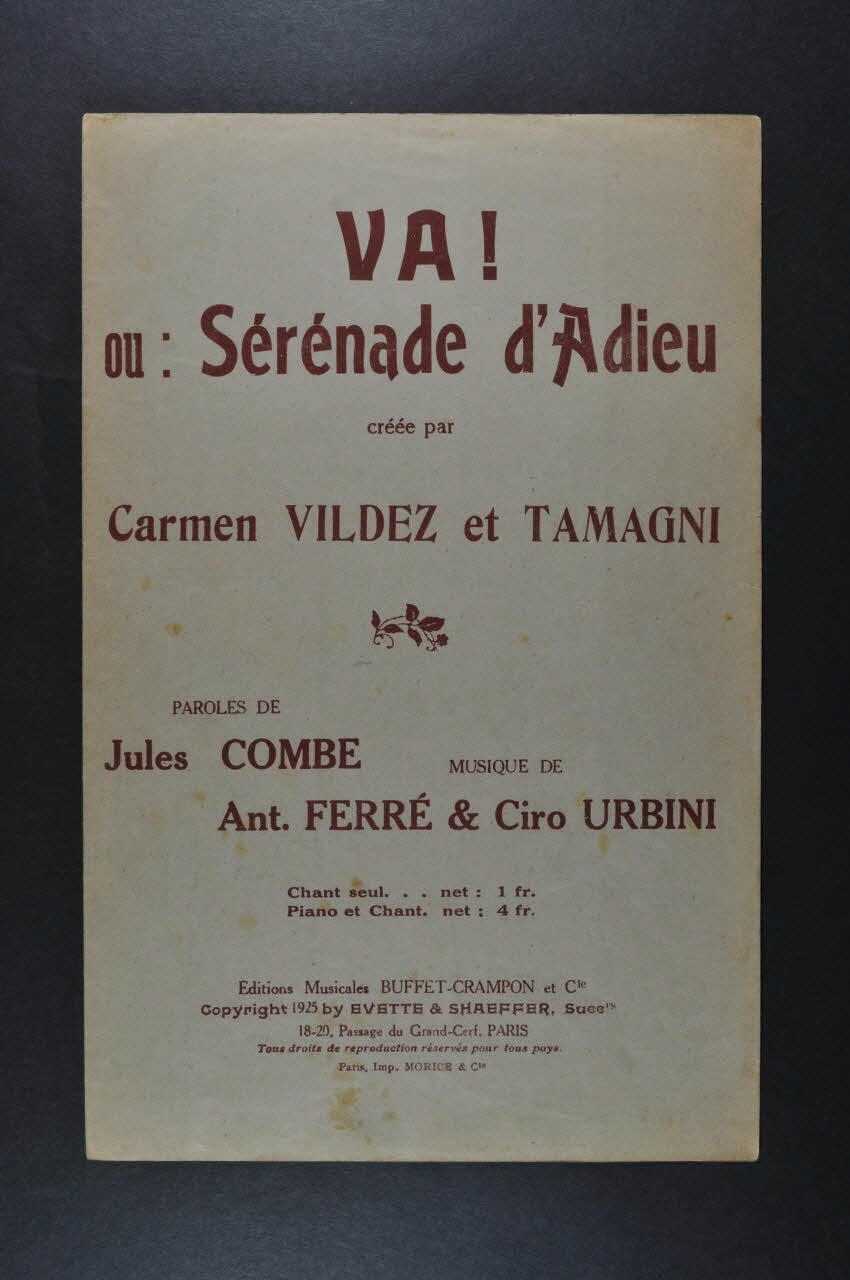 VA !
ou : Sérénade d'Adieu
créée par
Carmen VILDEZ et TAMAGNI
PAROLES DE
Jules COMBE
MUSIQUE DE
Ant. FERRÉ & Ciro URBINI
Chant seul. . . net : 1 fr.
Piano et Chant. net : 4 fr.
Editions Musicales BUFFET-CRAMPON et Cie
Copyright 1925 by EVETTE & SHAEFFER, Succrs
18-20, Passage du Grand-Cerf, PARIS
Tous droits de reproduction réservés pour tous pays.
Paris, Imp. MORICE & Cie